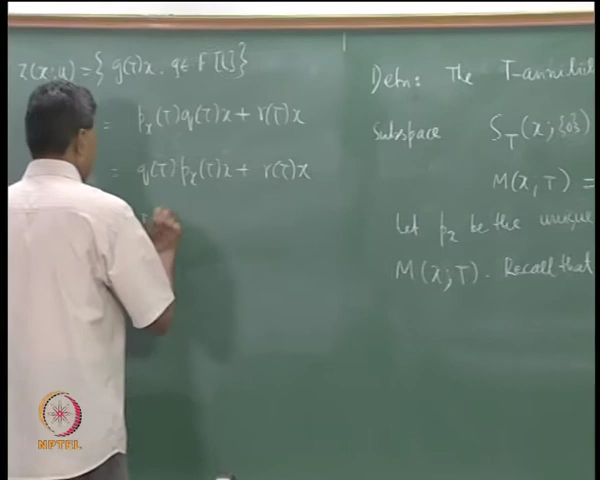 Z(x;u) = { g(T)x . g∈ F[t] }
= p_x(T)q(T)x + r(T)x
= q(T)p_x(T)x + r(T)x
Defn: The T-annihil
Subspace S_T(x; {0})
M(x, T) =
Let p_x be the unique
M(x; T). Recall that
NPTEL